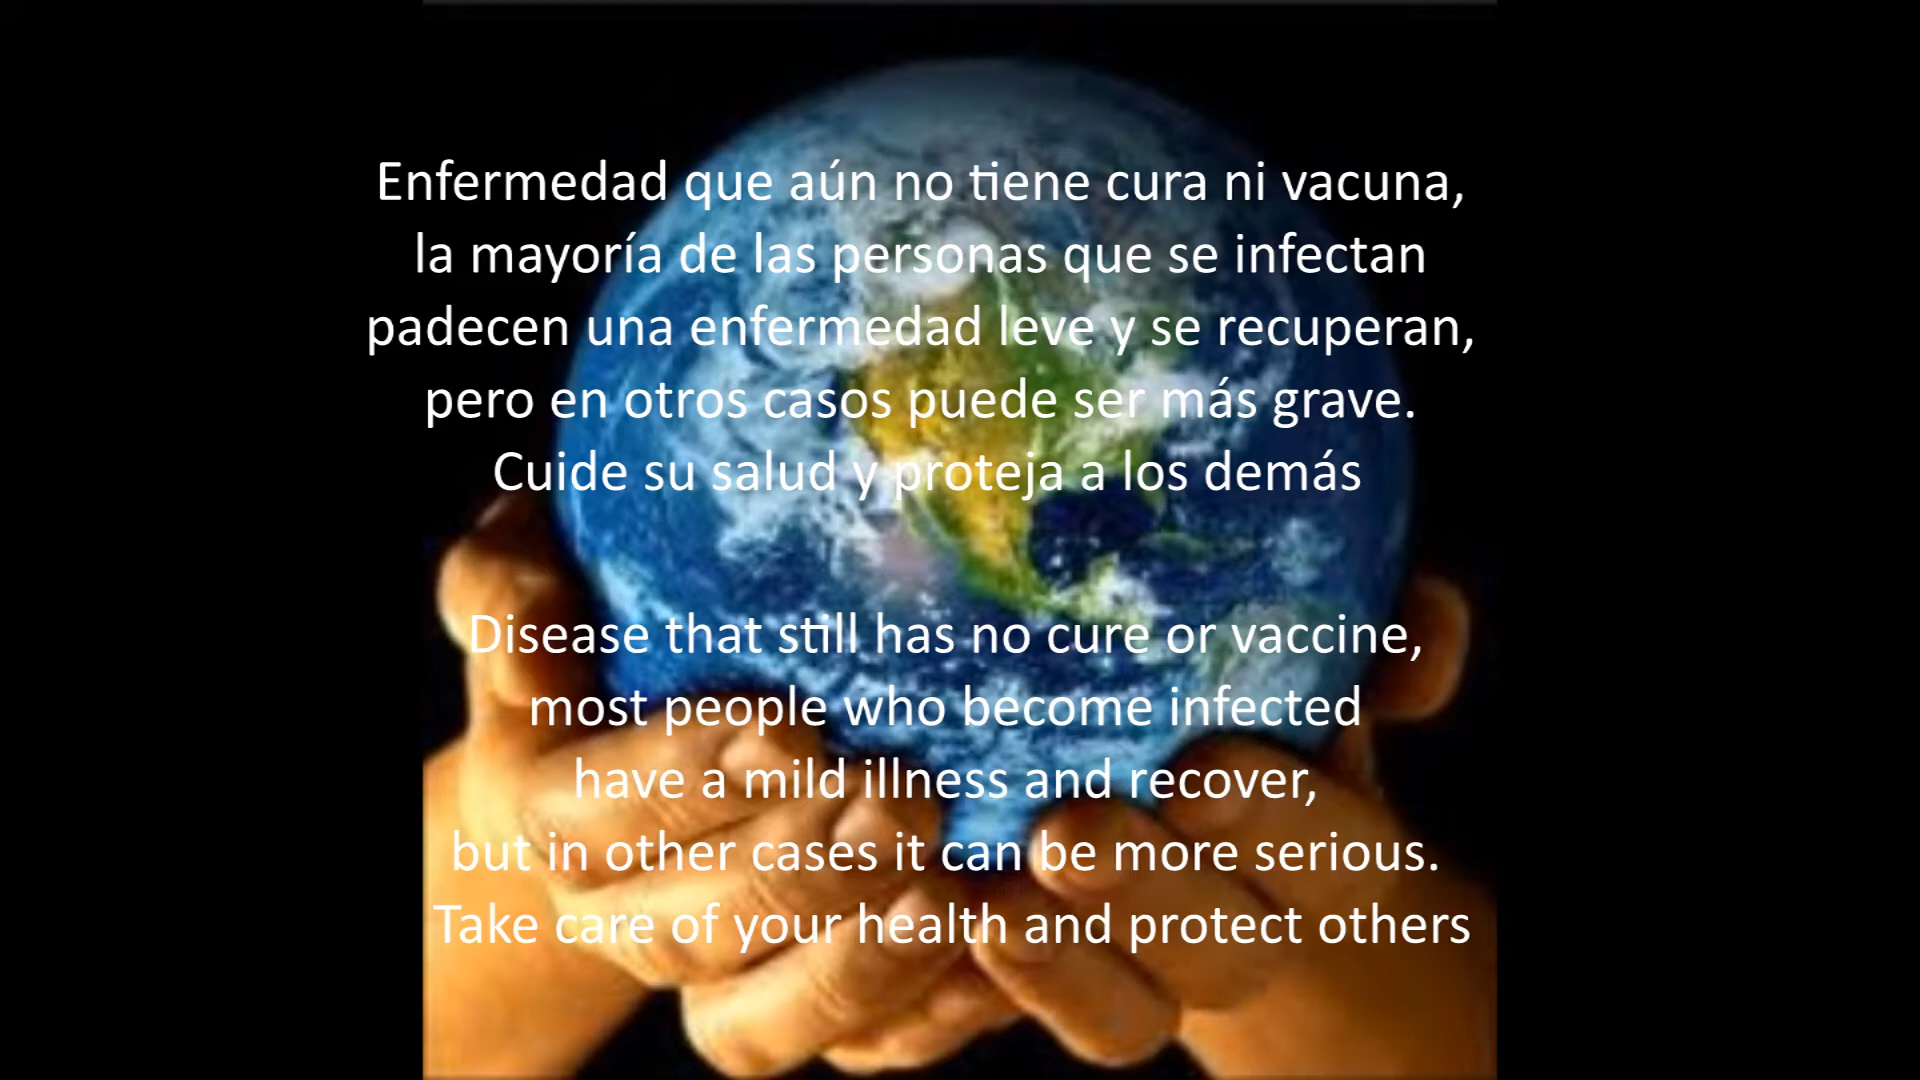 Enfermedad que aún no tiene cura ni vacuna,
la mayoría de las personas que se infectan
padecen una enfermedad leve y se recuperan,
pero en otros casos puede ser más grave.
Cuide su salud y proteja a los demás
Disease that still has no cure or vaccine,
most people who become infected
have a mild illness and recover,
but in other cases it can be more serious.
Take care of your health and protect others